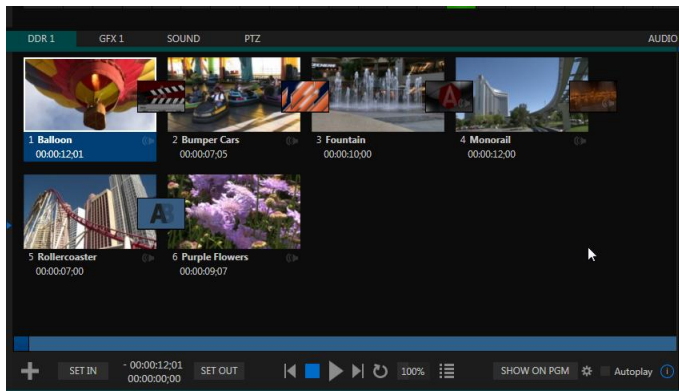 DDR 1 GFX 1 SOUND PTZ AUDIO
A
1 Balloon 2 Bumper Cars 3 Fountain 4 Monorail
00:00:12;01 00:00:07;05 00:00:10;00 00:00:12;00
AB
5 Rollercoaster 6 Purple Flowers
00:00:07;00 00:00:09;07
SET IN - 00:00:12;01 SET OUT 100% SHOW ON PGM Autoplay
00:00:00;00